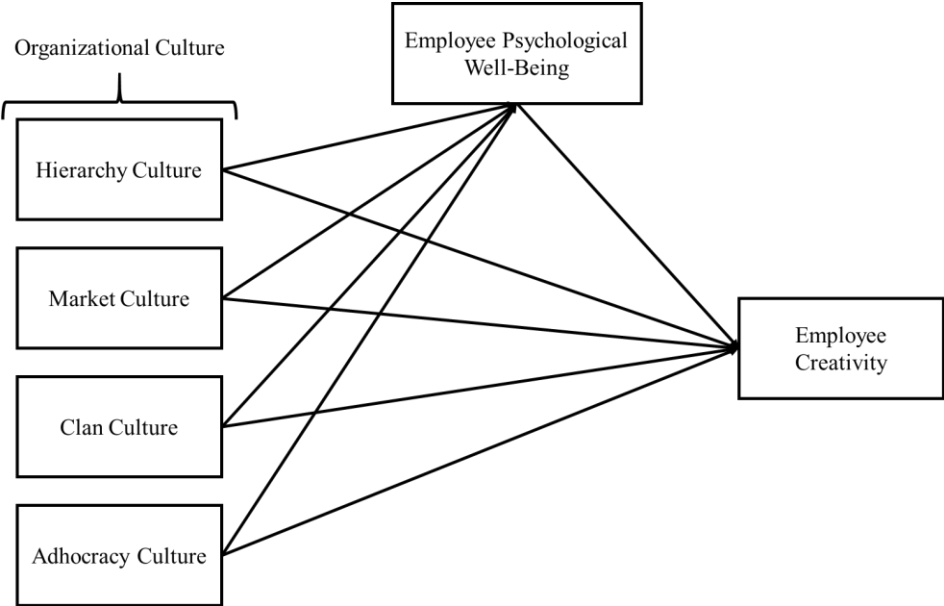 Employee Psychological
Well-Being
Organizational Culture
Hierarchy Culture
Market Culture
Clan Culture
Adhocracy Culture
Employee
Creativity